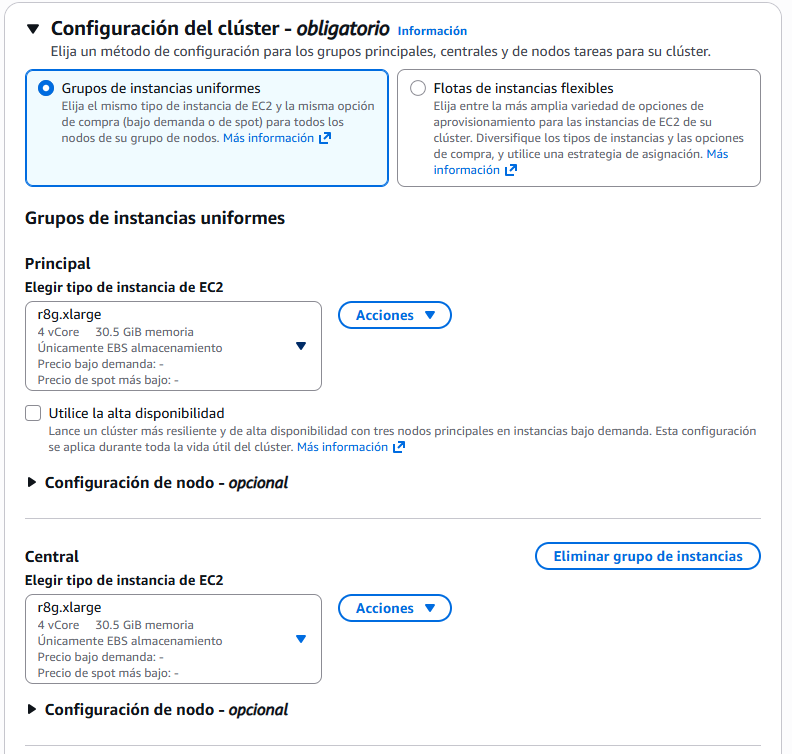 Configuración del clúster - obligatorio Información
Elija un método de configuración para los grupos principales, centrales y de nodos tareas para su clúster.
Grupos de instancias uniformes
Elija el mismo tipo de instancia de EC2 y la misma opción
de compra (bajo demanda o de spot) para todos los
nodos de su grupo de nodos. Más información
Flotas de instancias flexibles
Elija entre la más amplia variedad de opciones de
aprovisionamiento para las instancias de EC2 de su
clúster. Diversifique los tipos de instancias y las opciones
de compra, y utilice una estrategia de asignación. Más
información
Grupos de instancias uniformes
Principal
Elegir tipo de instancia de EC2
r8g.xlarge
4 vCore 30.5 GiB memoria
Únicamente EBS almacenamiento
Precio bajo demanda: -
Precio de spot más bajo: -
Acciones
Utilice la alta disponibilidad
Lance un clúster más resiliente y de alta disponibilidad con tres nodos principales en instancias bajo demanda. Esta configuración
se aplica durante toda la vida útil del clúster. Más información
Configuración de nodo - opcional
Central
Eliminar grupo de instancias
Elegir tipo de instancia de EC2
r8g.xlarge
4 vCore 30.5 GiB memoria
Únicamente EBS almacenamiento
Precio bajo demanda: -
Precio de spot más bajo: -
Acciones
Configuración de nodo - opcional